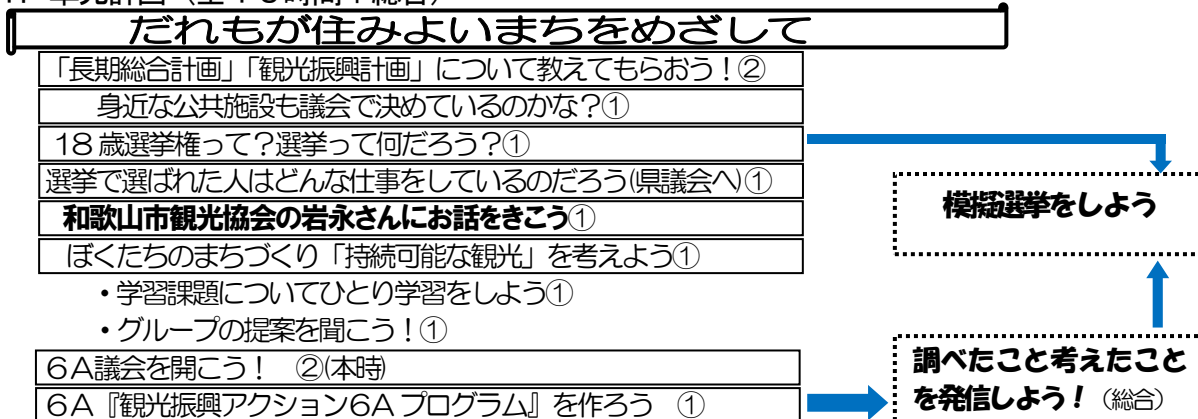 だれもが住みよいまちをめざして
「長期総合計画」「観光振興計画」について教えてもらおう！②
身近な公共施設も議会で決めているのかな？①
18歳選挙権って？選挙って何だろう？①
選挙で選ばれた人はどんな仕事をしているのだろう(県議会へ)①
和歌山市観光協会の岩永さんにお話をきこう①
ぼくたちのまちづくり「持続可能な観光」を考えよう①
・学習課題についてひとり学習をしよう①
・グループの提案を聞こう！①
6A議会を開こう！ ②(本時)
6A『観光振興アクション6Aプログラム』を作ろう ①
模擬選挙をしよう
調べたこと考えたこと
を発信しよう！（総合）